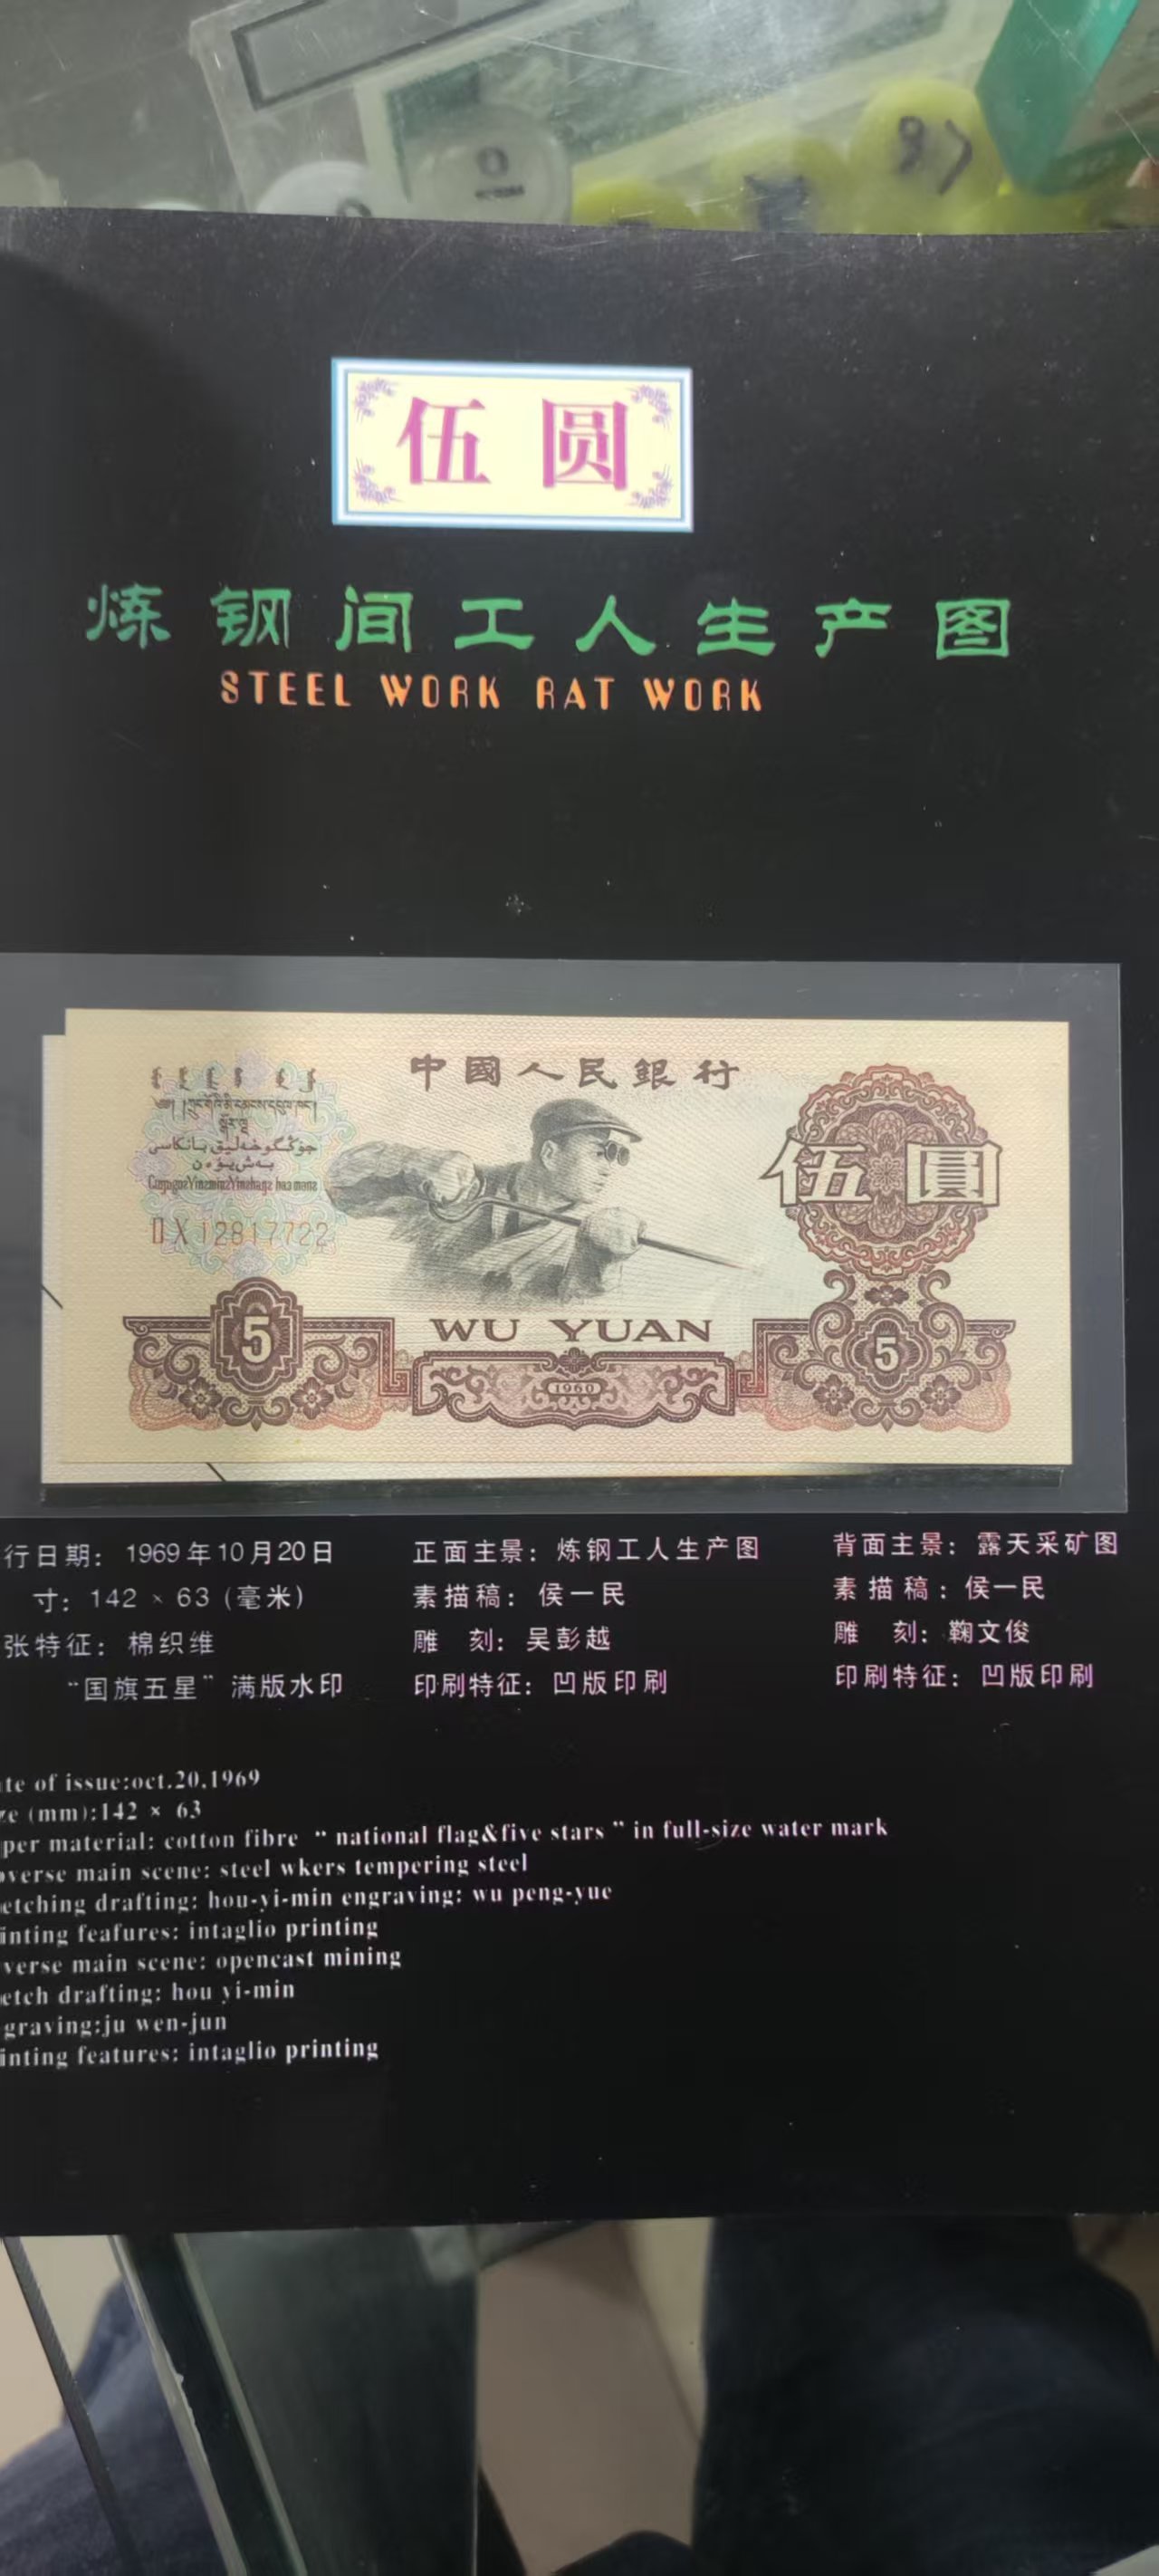 伍圆
炼钢间工人生产图
STEEL WORK RAT WORK
中國人民銀行
伍圓
جۇڭگو خەلىق بانكاسى
بەش يۈەن
5
WU YUAN
1960
5
行日期：1969年10月20日
寸：142 × 63 (毫米)
张特征：棉织维
“国旗五星”满版水印
正面主景：炼钢工人生产图
素描稿：侯一民
雕 刻：吴彭越
印刷特征：凹版印刷
背面主景：露天采矿图
素描稿：侯一民
雕 刻：鞠文俊
印刷特征：凹版印刷
te of issue:oct.20.1969
ze (mm):142 × 63
per material: cotton fibre “ national flag&five stars ” in full-size water mark
verse main scene: steel wkers tempering steel
etching drafting: hou-yi-min engraving: wu peng-yue
inting feafures: intaglio printing
verse main scene: opencast mining
etch drafting: hou yi-min
graving:ju wen-jun
inting features: intaglio printing